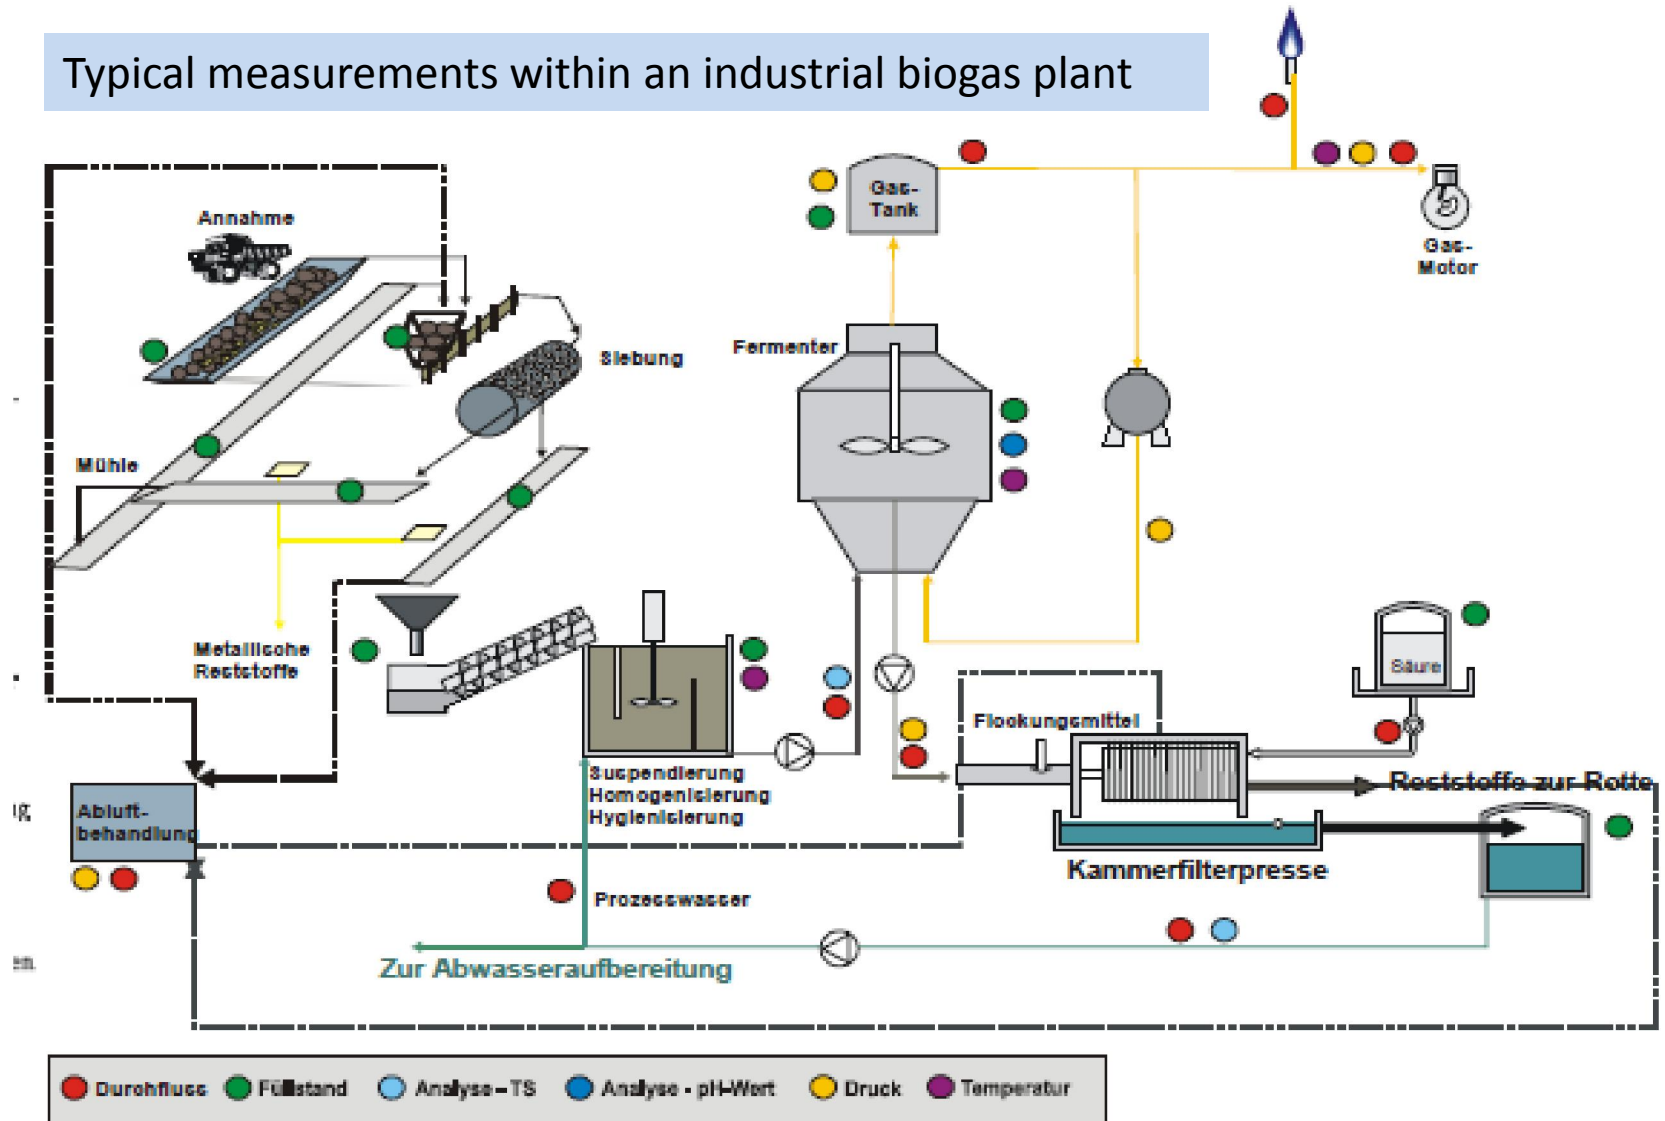 Typical measurements within an industrial biogas plant
Annahme
Gas-
Tank
Gas-
Motor
Fermenter
Siebung
Mühle
Metallische
Reststoffe
Säure
Flockungsmittel
Suspendierung
Homogenisierung
Hygienisierung
Reststoffe zur Rotte
Abluft-
behandlung
Kammerfilterpresse
Prozesswasser
Zur Abwasseraufbereitung
en.
Durchfluss
Füllstand
Analyse - TS
Analyse - pH-Wert
Druck
Temperatur